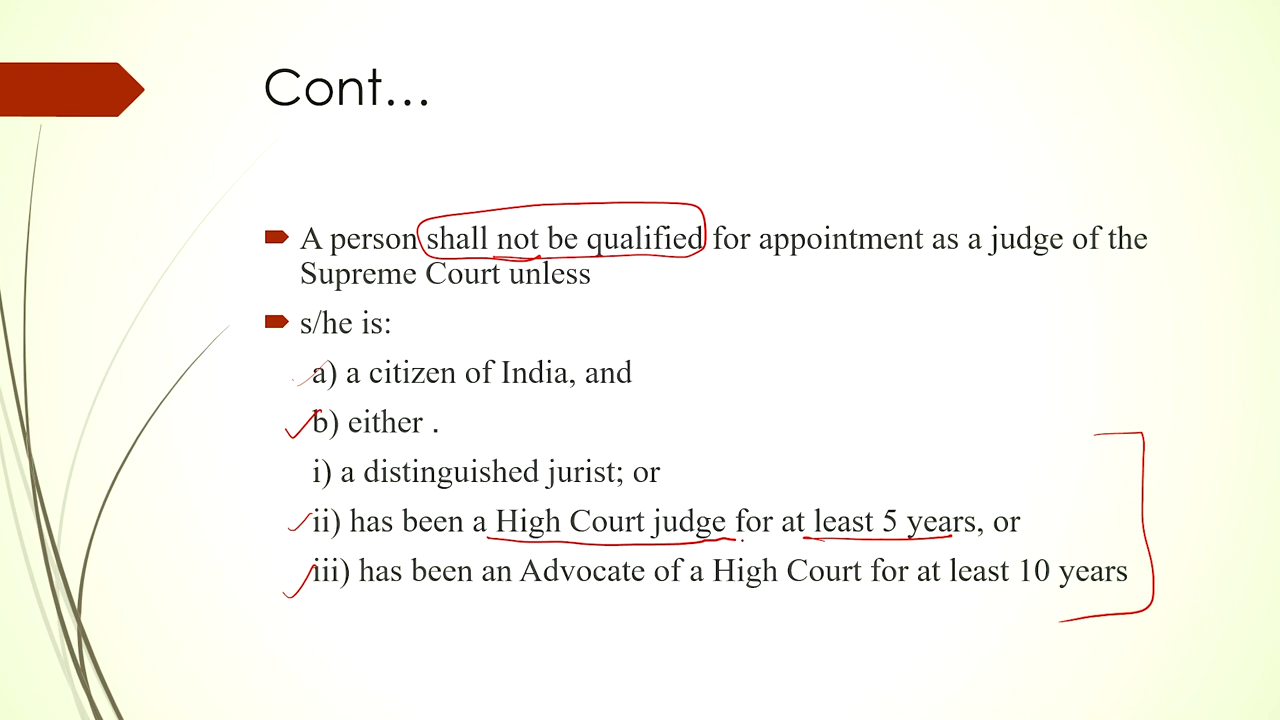 Cont...
A person shall not be qualified for appointment as a judge of the
Supreme Court unless
s/he is:
a) a citizen of India, and
b) either .
i) a distinguished jurist; or
ii) has been a High Court judge for at least 5 years, or
iii) has been an Advocate of a High Court for at least 10 years